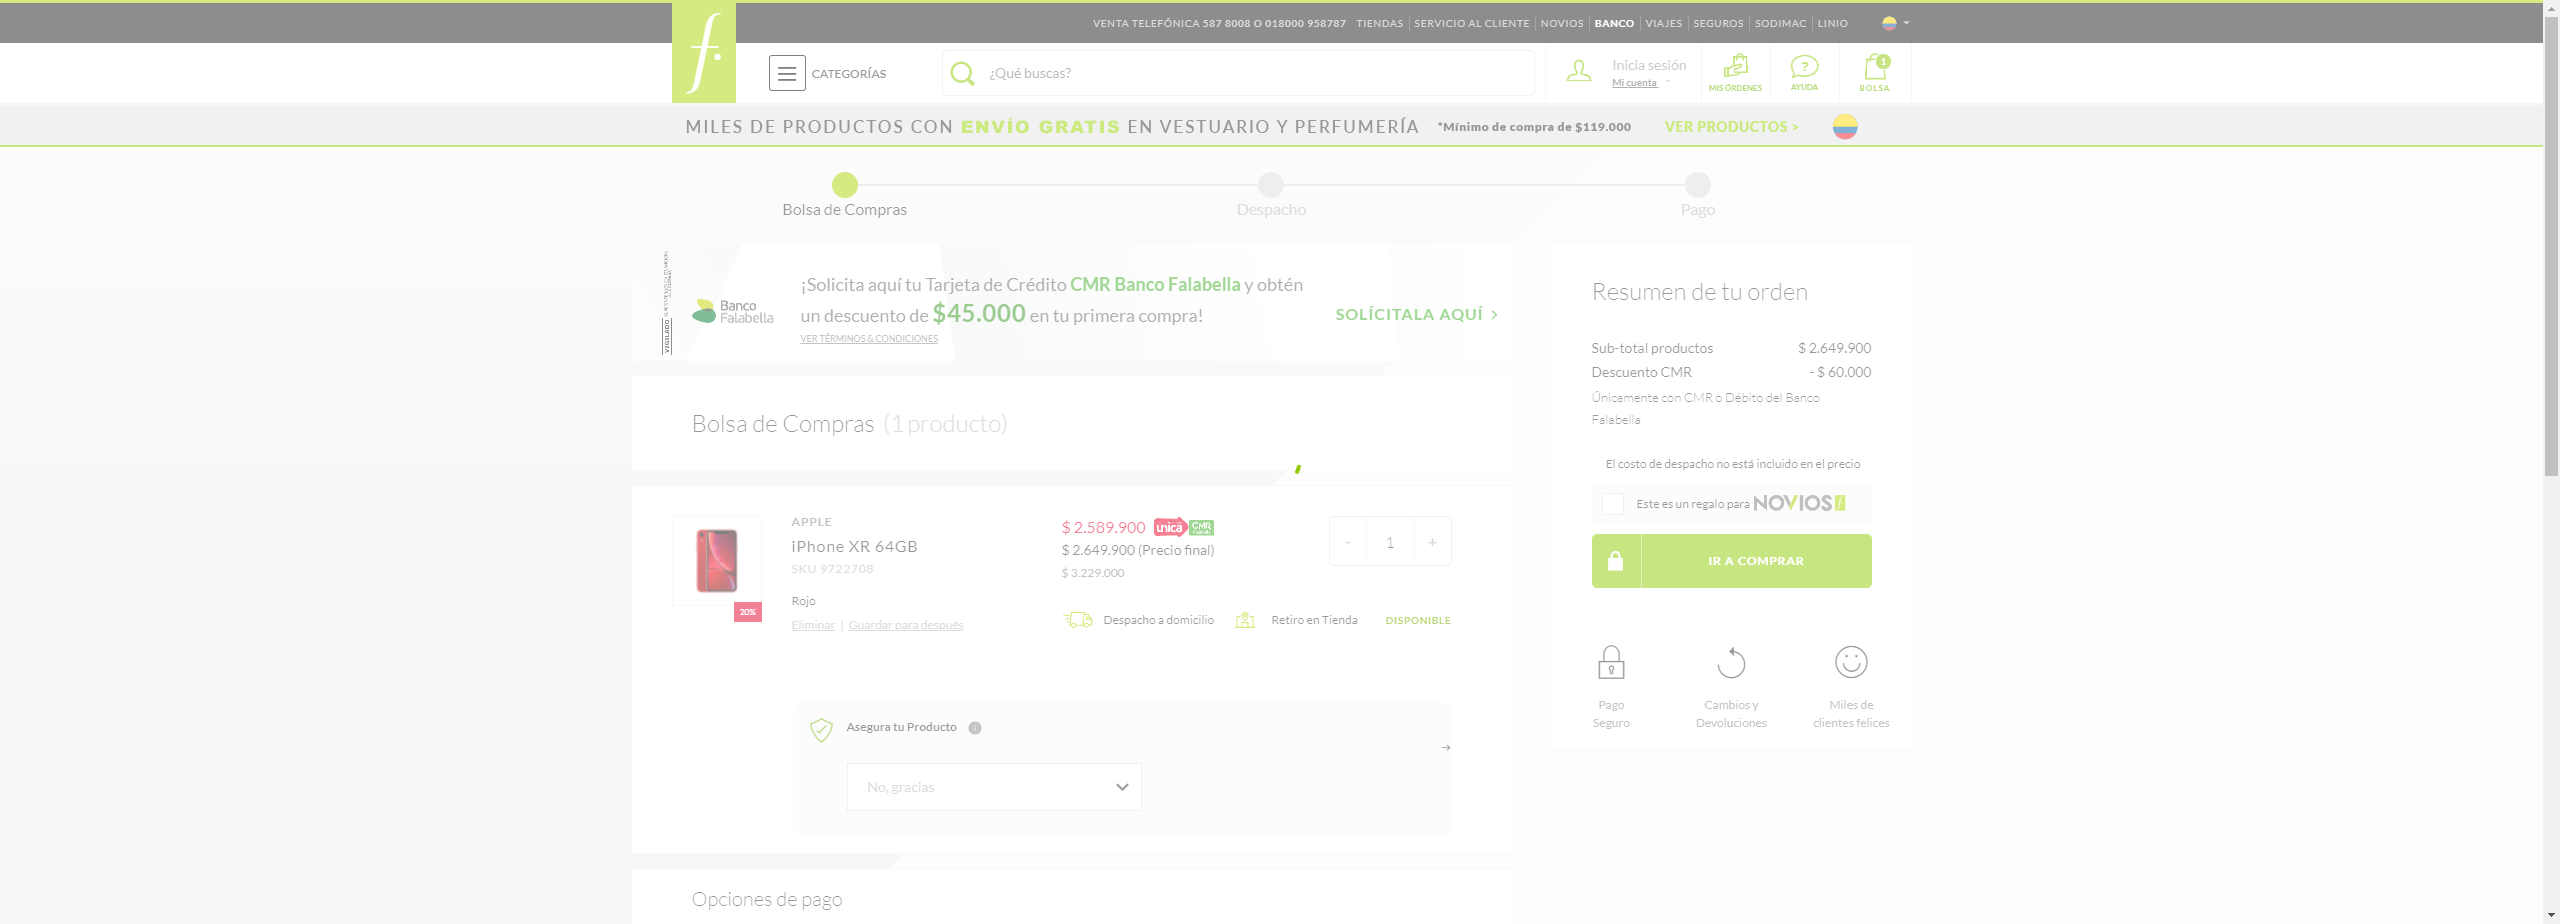 VENTA TELEFÓNICA 587 8008 O 018000 958787 TIENDAS SERVICIO AL CLIENTE NOVIOS BANCO VIAJES SEGUROS SODIMAC LINIO
f.
CATEGORÍAS
¿Qué buscas?
Inicia sesión
Mi cuenta
MIS ÓRDENES
AYUDA
1
BOLSA
MILES DE PRODUCTOS CON ENVÍO GRATIS EN VESTUARIO Y PERFUMERÍA *Mínimo de compra de $119.000 VER PRODUCTOS >
Bolsa de Compras
Despacho
Pago
VIGILADO
Banco
Falabella
¡Solicita aquí tu Tarjeta de Crédito CMR Banco Falabella y obtén
un descuento de $45.000 en tu primera compra!
VER TÉRMINOS & CONDICIONES
SOLÍCITALA AQUÍ >
Bolsa de Compras (1 producto)
APPLE
iPhone XR 64GB
SKU 9722708
20%
Rojo
Eliminar | Guardar para después
$ 2.589.900 única CMR
$ 2.649.900 (Precio final)
$ 3.229.000
- 1 +
Despacho a domicilio
Retiro en Tienda
DISPONIBLE
Asegura tu Producto
No, gracias
Opciones de pago
Resumen de tu orden
Sub-total productos $ 2.649.900
Descuento CMR - $ 60.000
Únicamente con CMR o Débito del Banco
Falabella
El costo de despacho no está incluido en el precio
Este es un regalo para NOVIOS f
IR A COMPRAR
Pago
Seguro
Cambios y
Devoluciones
Miles de
clientes felices